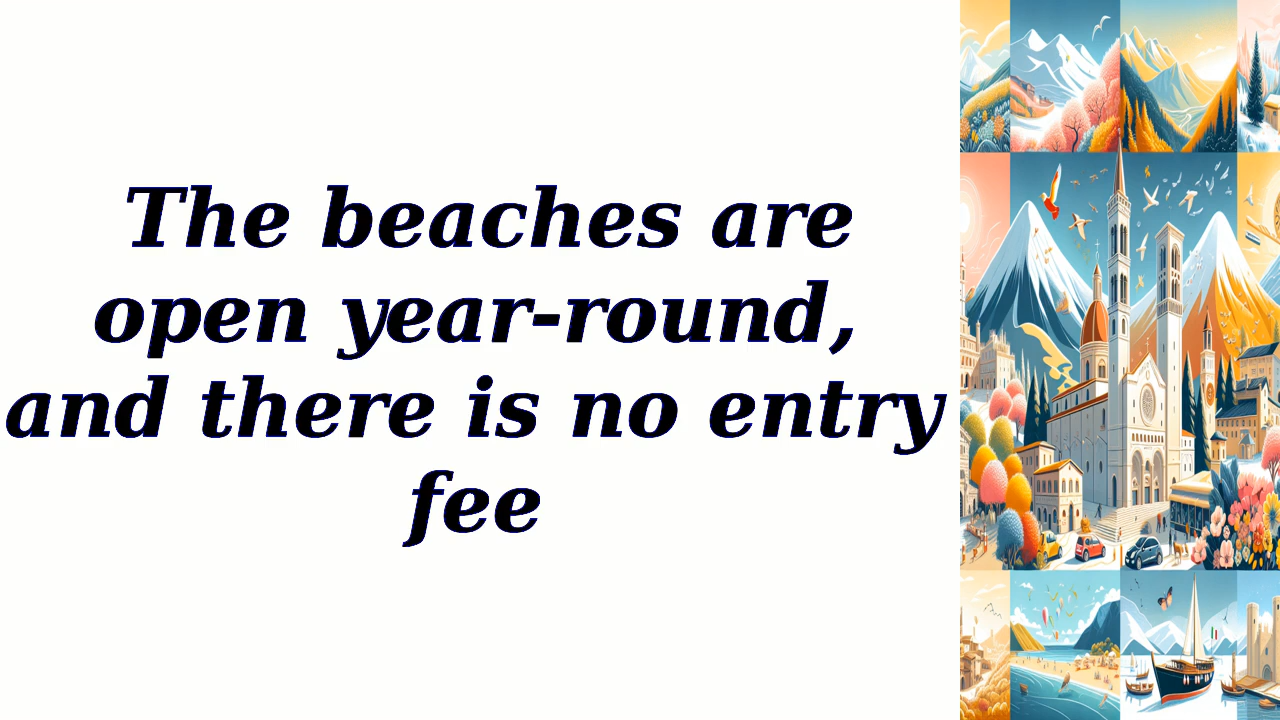 The beaches are
open year-round,
and there is no entry
fee